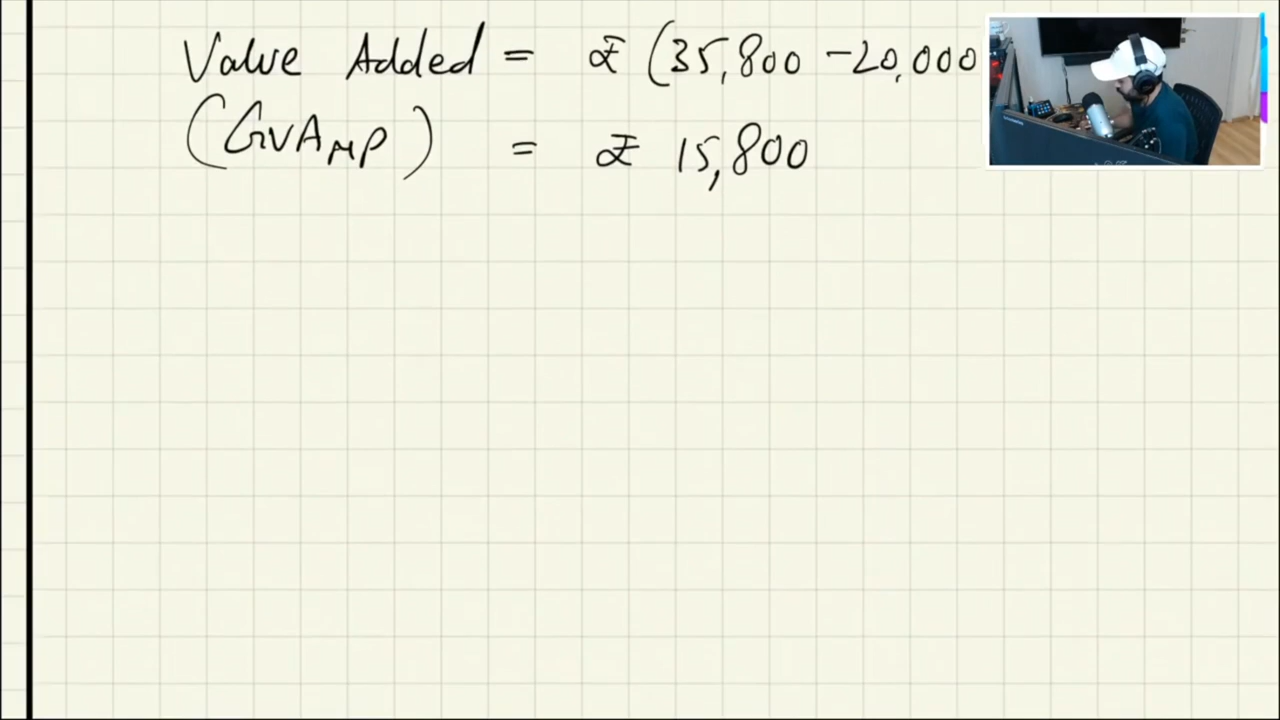 Value Added = ₹ (35,800 - 20,000
(GVAMP) = ₹ 15,800